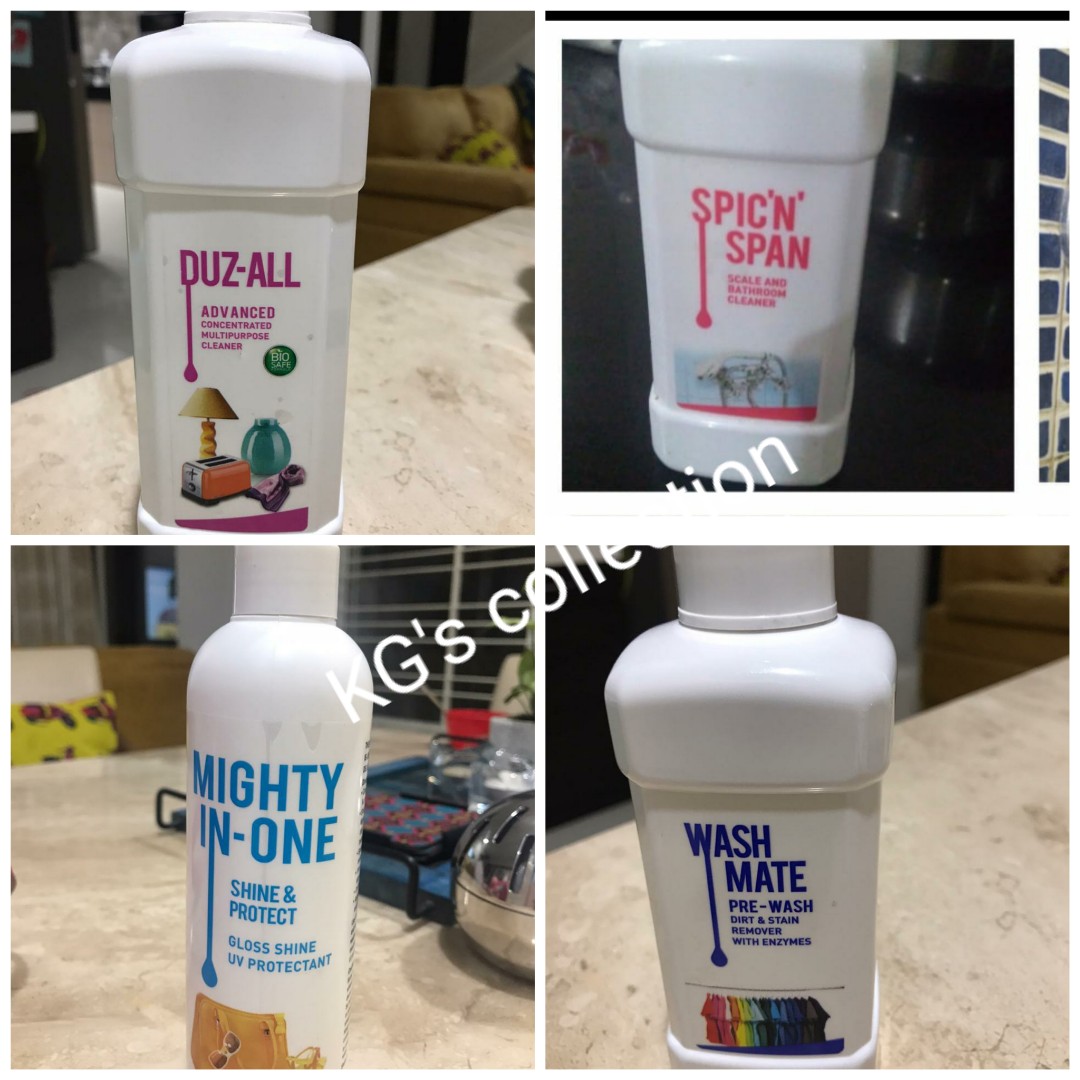 DUZ-ALL
ADVANCED
CONCENTRATED
MULTIPURPOSE
CLEANER
BIO
SAFE
SPIC'N'
SPAN
SCALE AND
BATHROOM
CLEANER
KG's collection
MIGHTY
IN-ONE
SHINE &
PROTECT
GLOSS SHINE
UV PROTECTANT
WASH
MATE
PRE-WASH
DIRT & STAIN
REMOVER
WITH ENZYMES